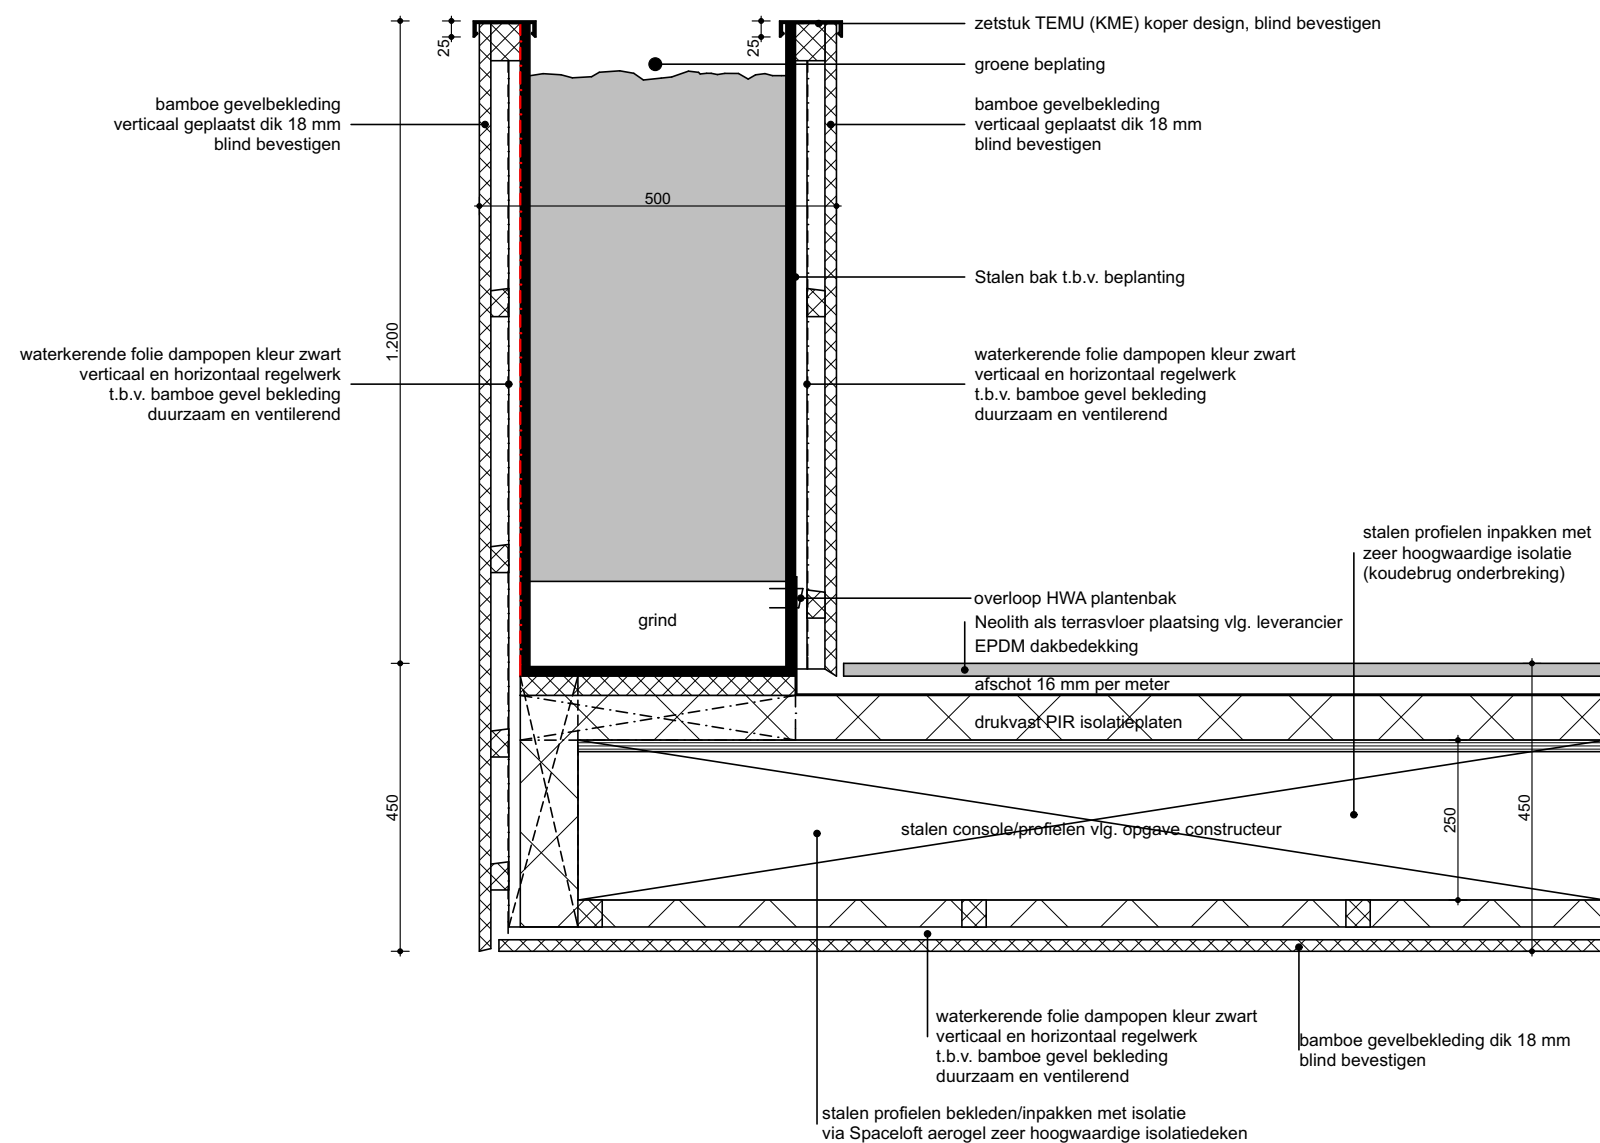 zetstuk TEMU (KME) koper design, blind bevestigen
25
25
groene beplating
bamboe gevelbekleding
verticaal geplaatst dik 18 mm
blind bevestigen
bamboe gevelbekleding
verticaal geplaatst dik 18 mm
blind bevestigen
500
Stalen bak t.b.v. beplanting
1.200
waterkerende folie dampopen kleur zwart
verticaal en horizontaal regelwerk
t.b.v. bamboe gevel bekleding
duurzaam en ventilerend
waterkerende folie dampopen kleur zwart
verticaal en horizontaal regelwerk
t.b.v. bamboe gevel bekleding
duurzaam en ventilerend
stalen profielen inpakken met
zeer hoogwaardige isolatie
(koudebrug onderbreking)
overloop HWA plantenbak
grind
Neolith als terrasvloer plaatsing vlg. leverancier
EPDM dakbedekking
afschot 16 mm per meter
drukvast PIR isolatieplaten
450
250
450
stalen console/profielen vlg. opgave constructeur
waterkerende folie dampopen kleur zwart
verticaal en horizontaal regelwerk
t.b.v. bamboe gevel bekleding
duurzaam en ventilerend
bamboe gevelbekleding dik 18 mm
blind bevestigen
stalen profielen bekleden/inpakken met isolatie
via Spaceloft aerogel zeer hoogwaardige isolatiedeken